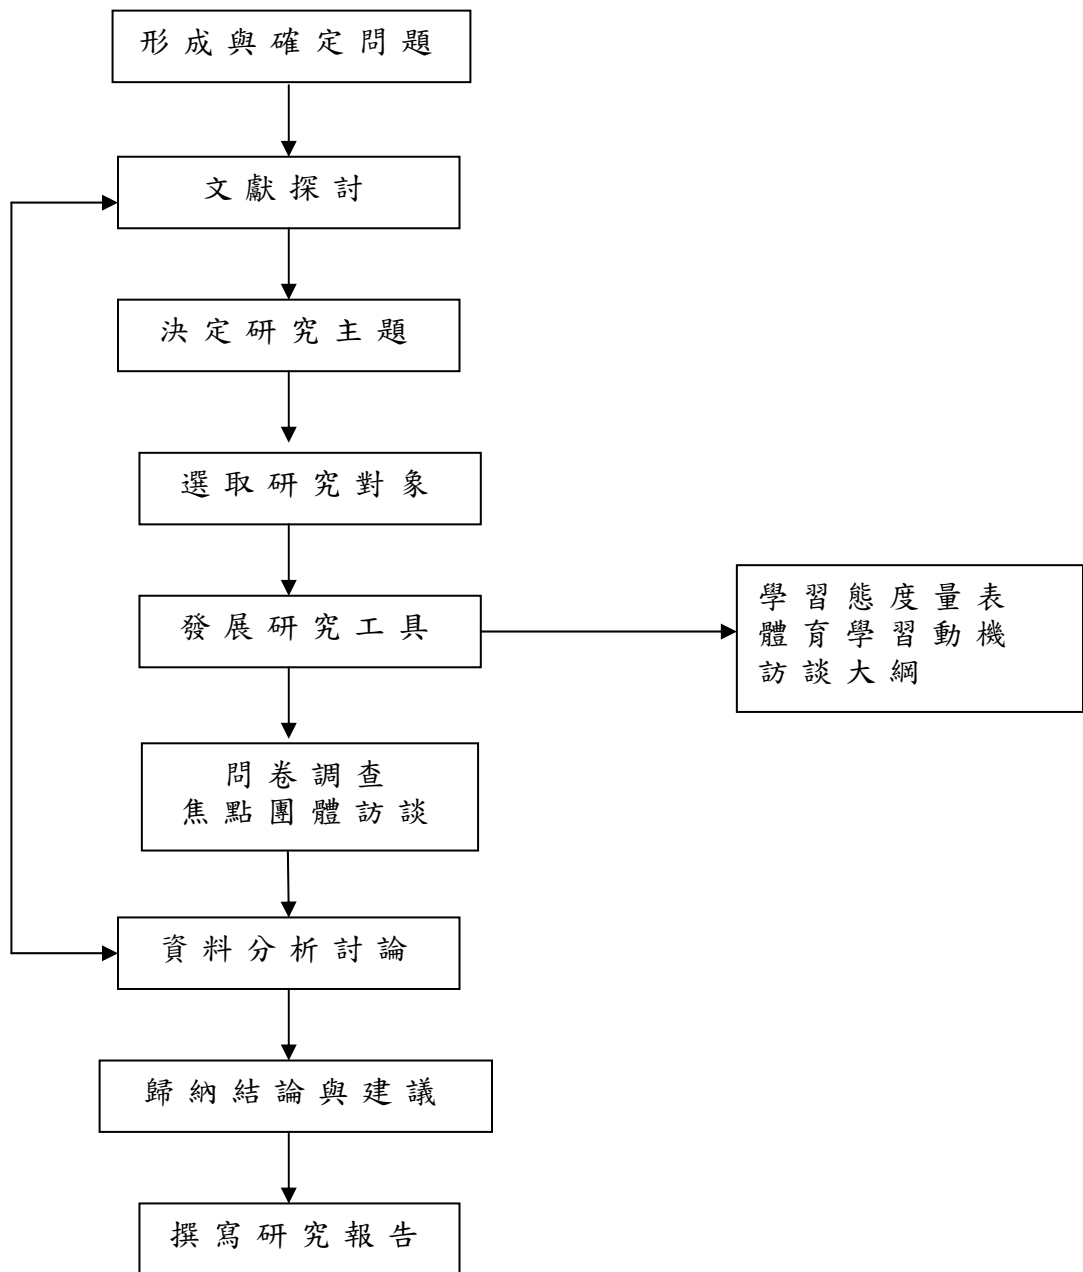 形成與確定問題
文獻探討
決定研究主題
選取研究對象
發展研究工具
學習態度量表
體育學習動機
訪談大綱
問卷調查
焦點團體訪談
資料分析討論
歸納結論與建議
撰寫研究報告